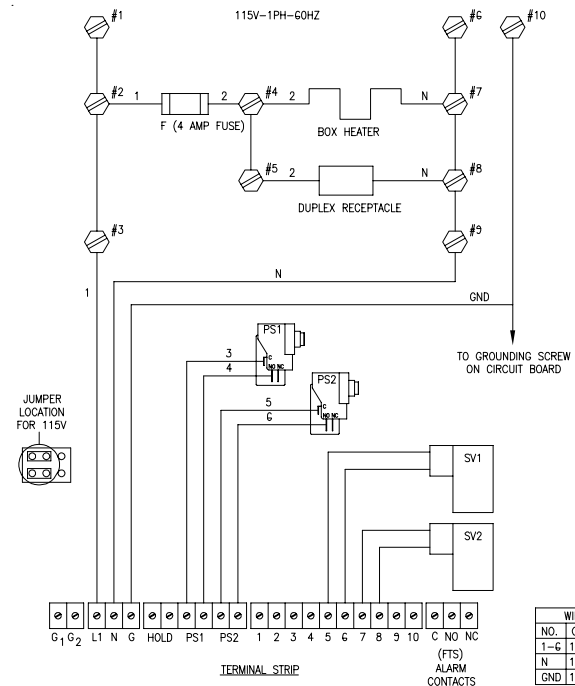 #1
115V-1PH-60HZ
#6
#10
#2
1
2
#4
2
N
#7
F (4 AMP FUSE)
BOX HEATER
#5
2
N
#8
DUPLEX RECEPTACLE
#3
#9
N
1
GND
PS1
3
C
4
NO NC
TO GROUNDING SCREW
ON CIRCUIT BOARD
PS2
5
C
6
NO NC
JUMPER
LOCATION
FOR 115V
SV1
SV2
G1 G2 L1 N G HOLD PS1 PS2 1 2 3 4 5 6 7 8 9 10 C NO NC
(FTS)
ALARM
CONTACTS
TERMINAL STRIP
NO.
1-6 1
N 1
GND 1